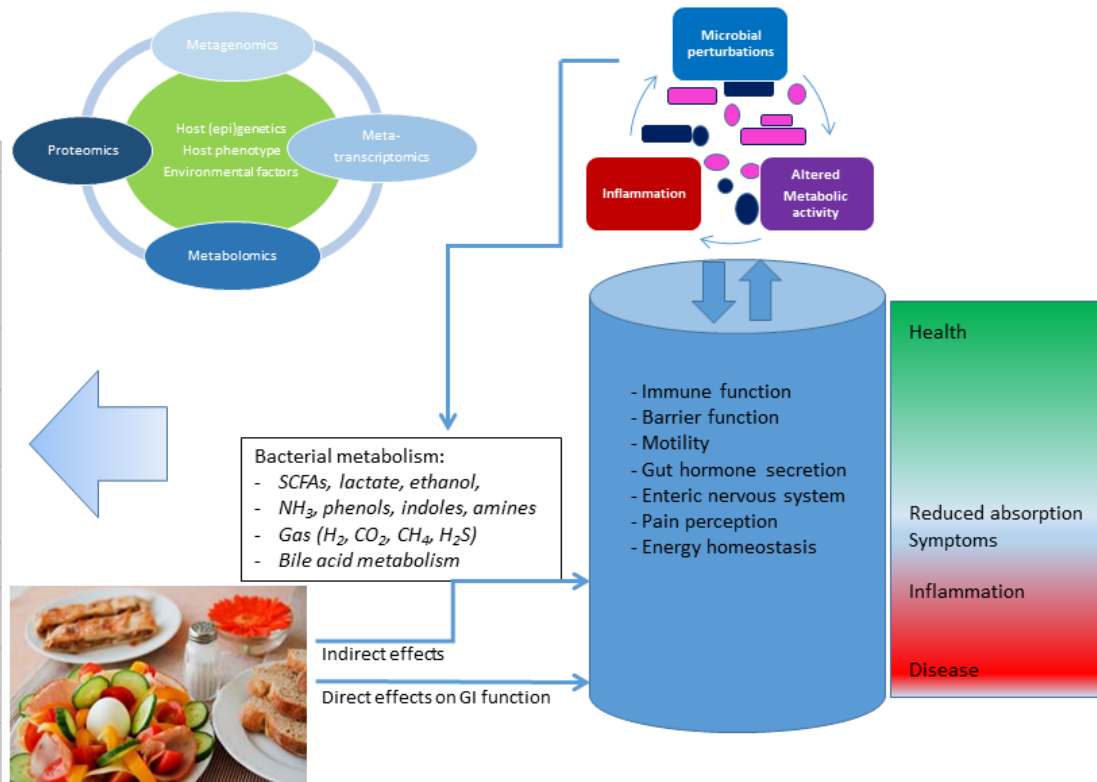 Metagenomics
Host (epi)genetics
Host phenotype
Environmental factors
Proteomics
Meta-
transcriptomics
Metabolomics
Microbial
perturbations
Inflammation
Altered
Metabolic
activity
- Immune function
- Barrier function
- Motility
- Gut hormone secretion
- Enteric nervous system
- Pain perception
- Energy homeostasis
Health
Reduced absorption
Symptoms
Inflammation
Disease
Bacterial metabolism:
- SCFAs, lactate, ethanol,
- NH₃, phenols, indoles, amines
- Gas (H₂, CO₂, CH₄, H₂S)
- Bile acid metabolism
Indirect effects
Direct effects on GI function